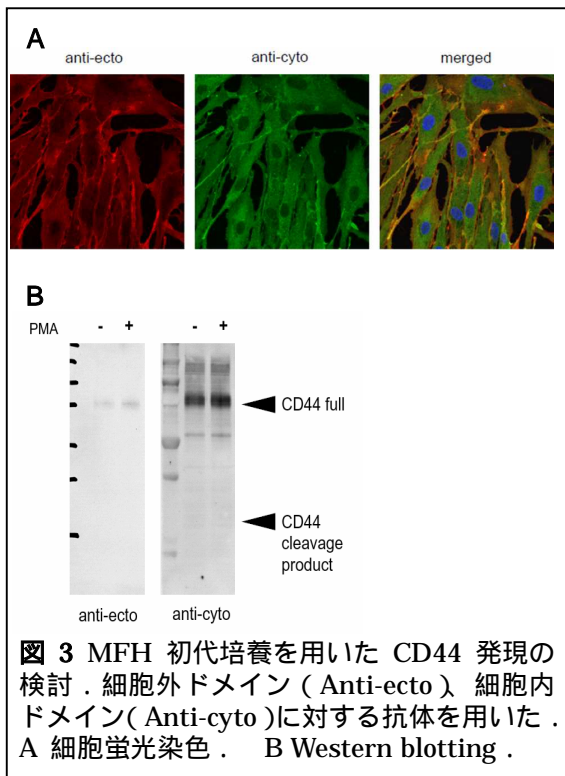 A
anti-ecto anti-cyto merged
B
PMA - + - +
CD44 full
CD44
cleavage
product
anti-ecto anti-cyto
図 3 MFH 初代培養を用いた CD44 発現の
検討．細胞外ドメイン（Anti-ecto）、細胞内
ドメイン（Anti-cyto）に対する抗体を用いた．
A 細胞蛍光染色． B Western blotting．